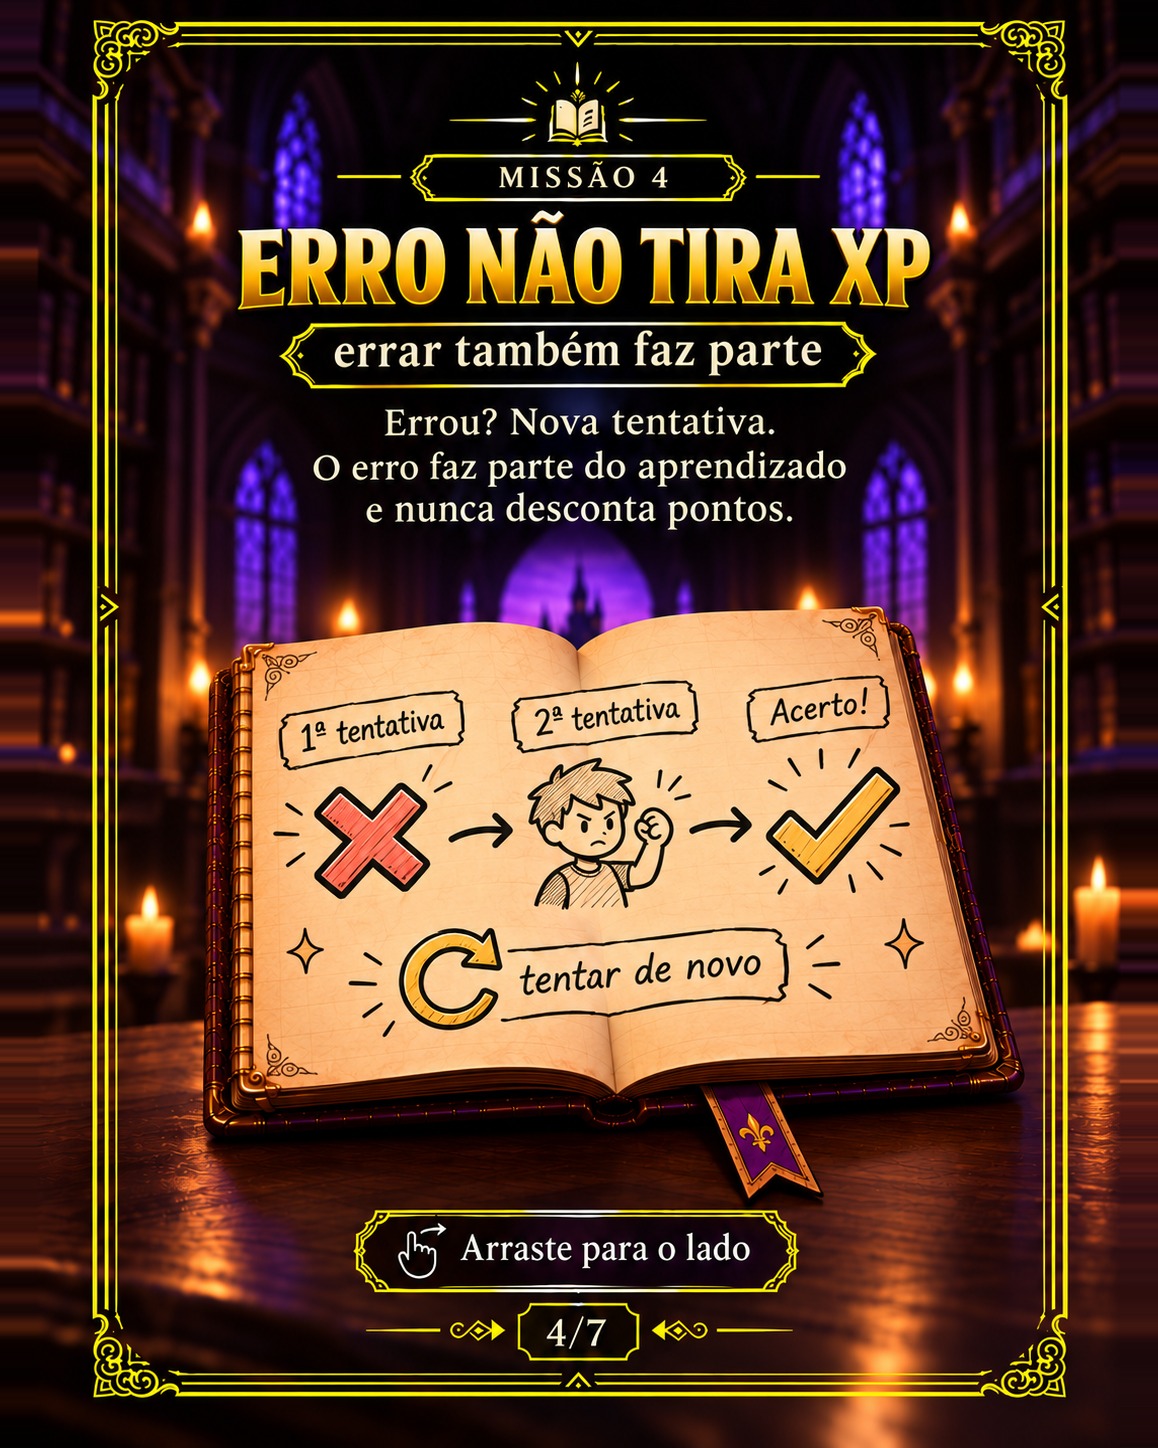 MISSÃO 4
ERRO NÃO TIRA XP
errar também faz parte
Errou? Nova tentativa.
O erro faz parte do aprendizado
e nunca desconta pontos.
1ª tentativa
2ª tentativa
Acerto!
tentar de novo
Arraste para o lado
4/7